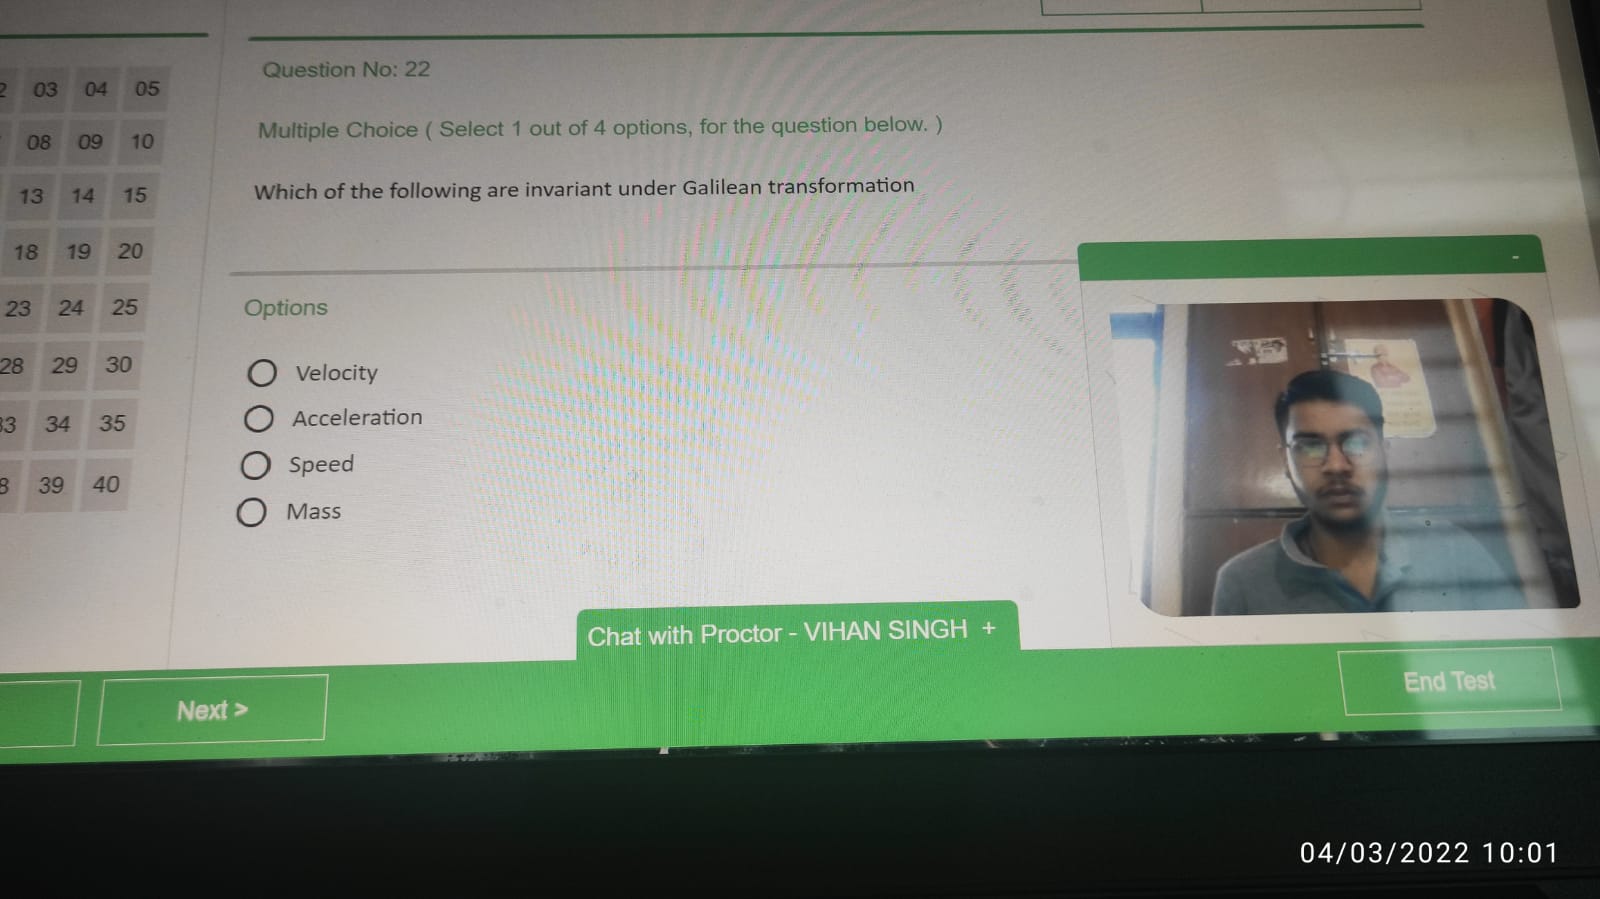 Question No: 22
Multiple Choice ( Select 1 out of 4 options, for the question below. )
Which of the following are invariant under Galilean transformation
03 04 05
08 09 10
13 14 15
18 19 20
23 24 25
28 29 30
34 35
39 40
Options
Velocity
Acceleration
Speed
Mass
-
Chat with Proctor - VIHAN SINGH +
Next >
End Test
04/03/2022 10:01